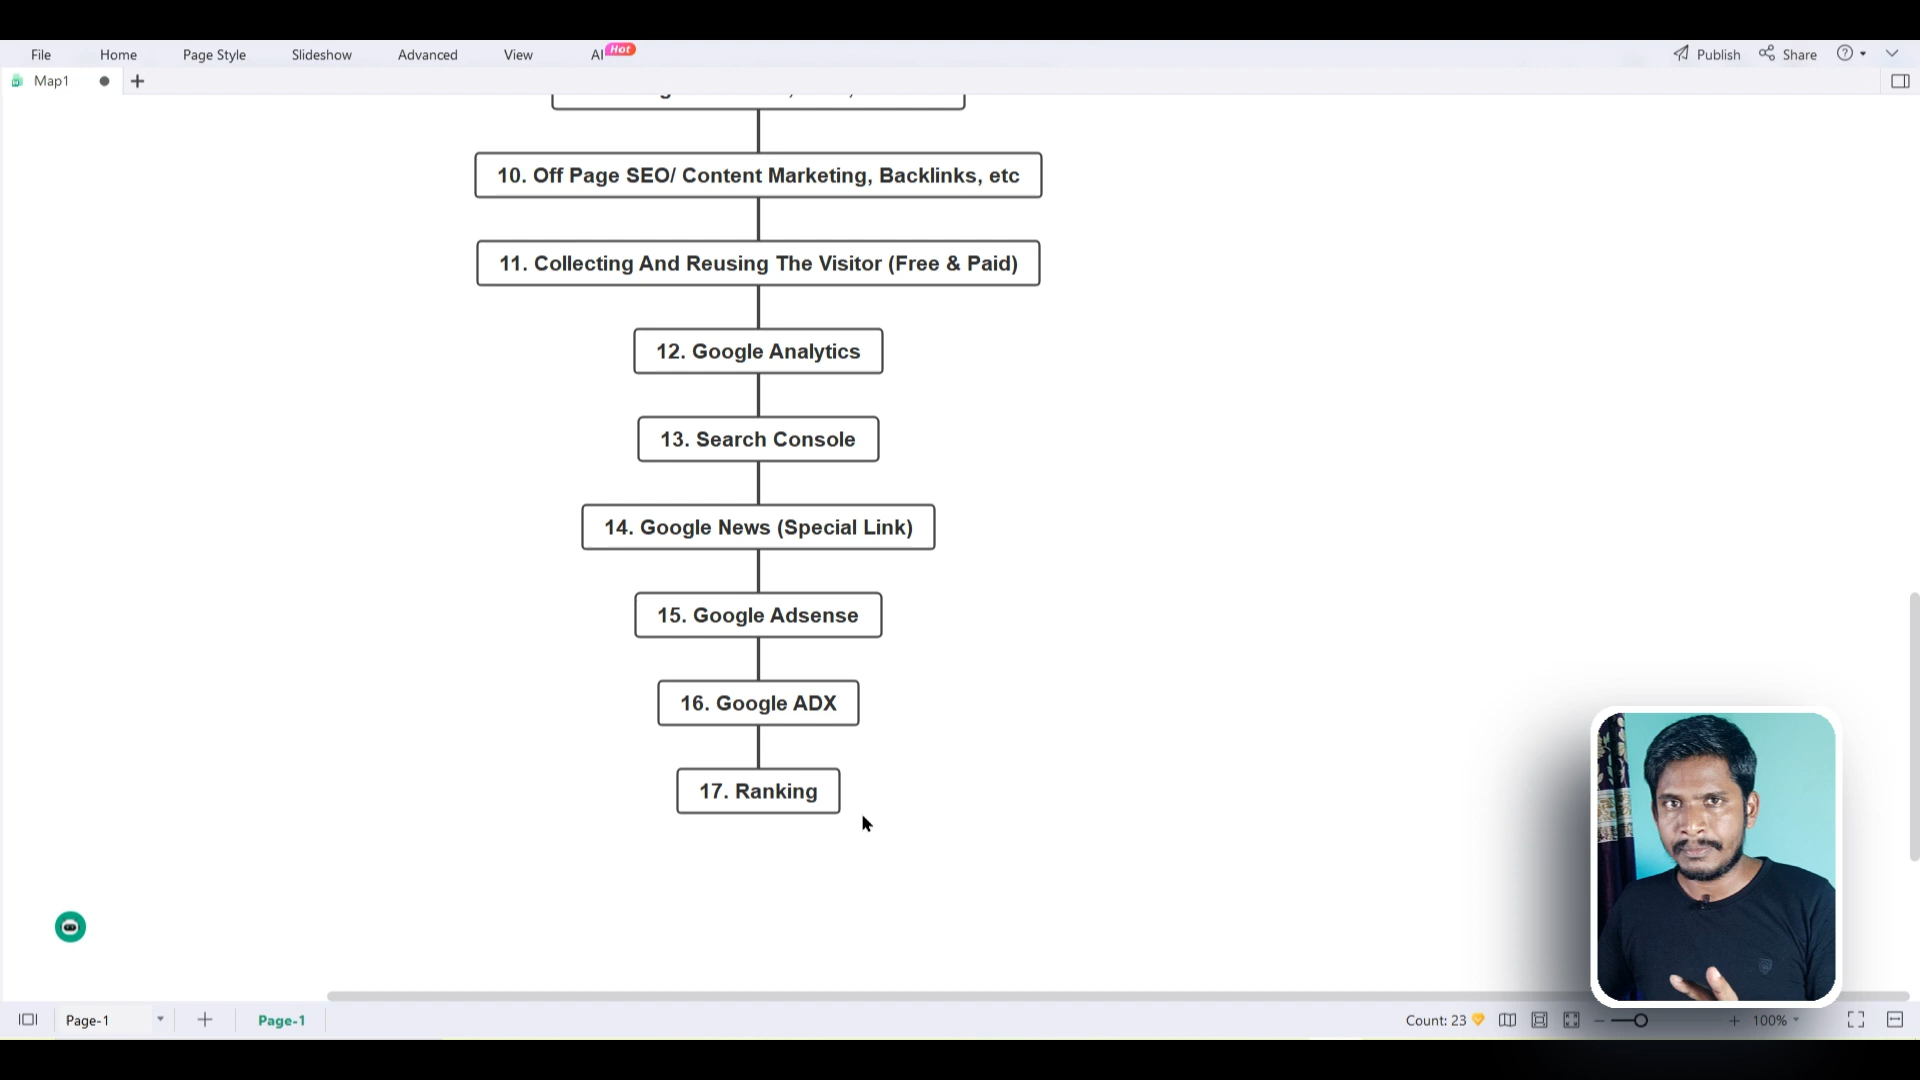 File Home Page Style Slideshow Advanced View AI Hot Publish Share
Map1
10. Off Page SEO/ Content Marketing, Backlinks, etc
11. Collecting And Reusing The Visitor (Free & Paid)
12. Google Analytics
13. Search Console
14. Google News (Special Link)
15. Google Adsense
16. Google ADX
17. Ranking
Page-1 Page-1 Count: 23 100%